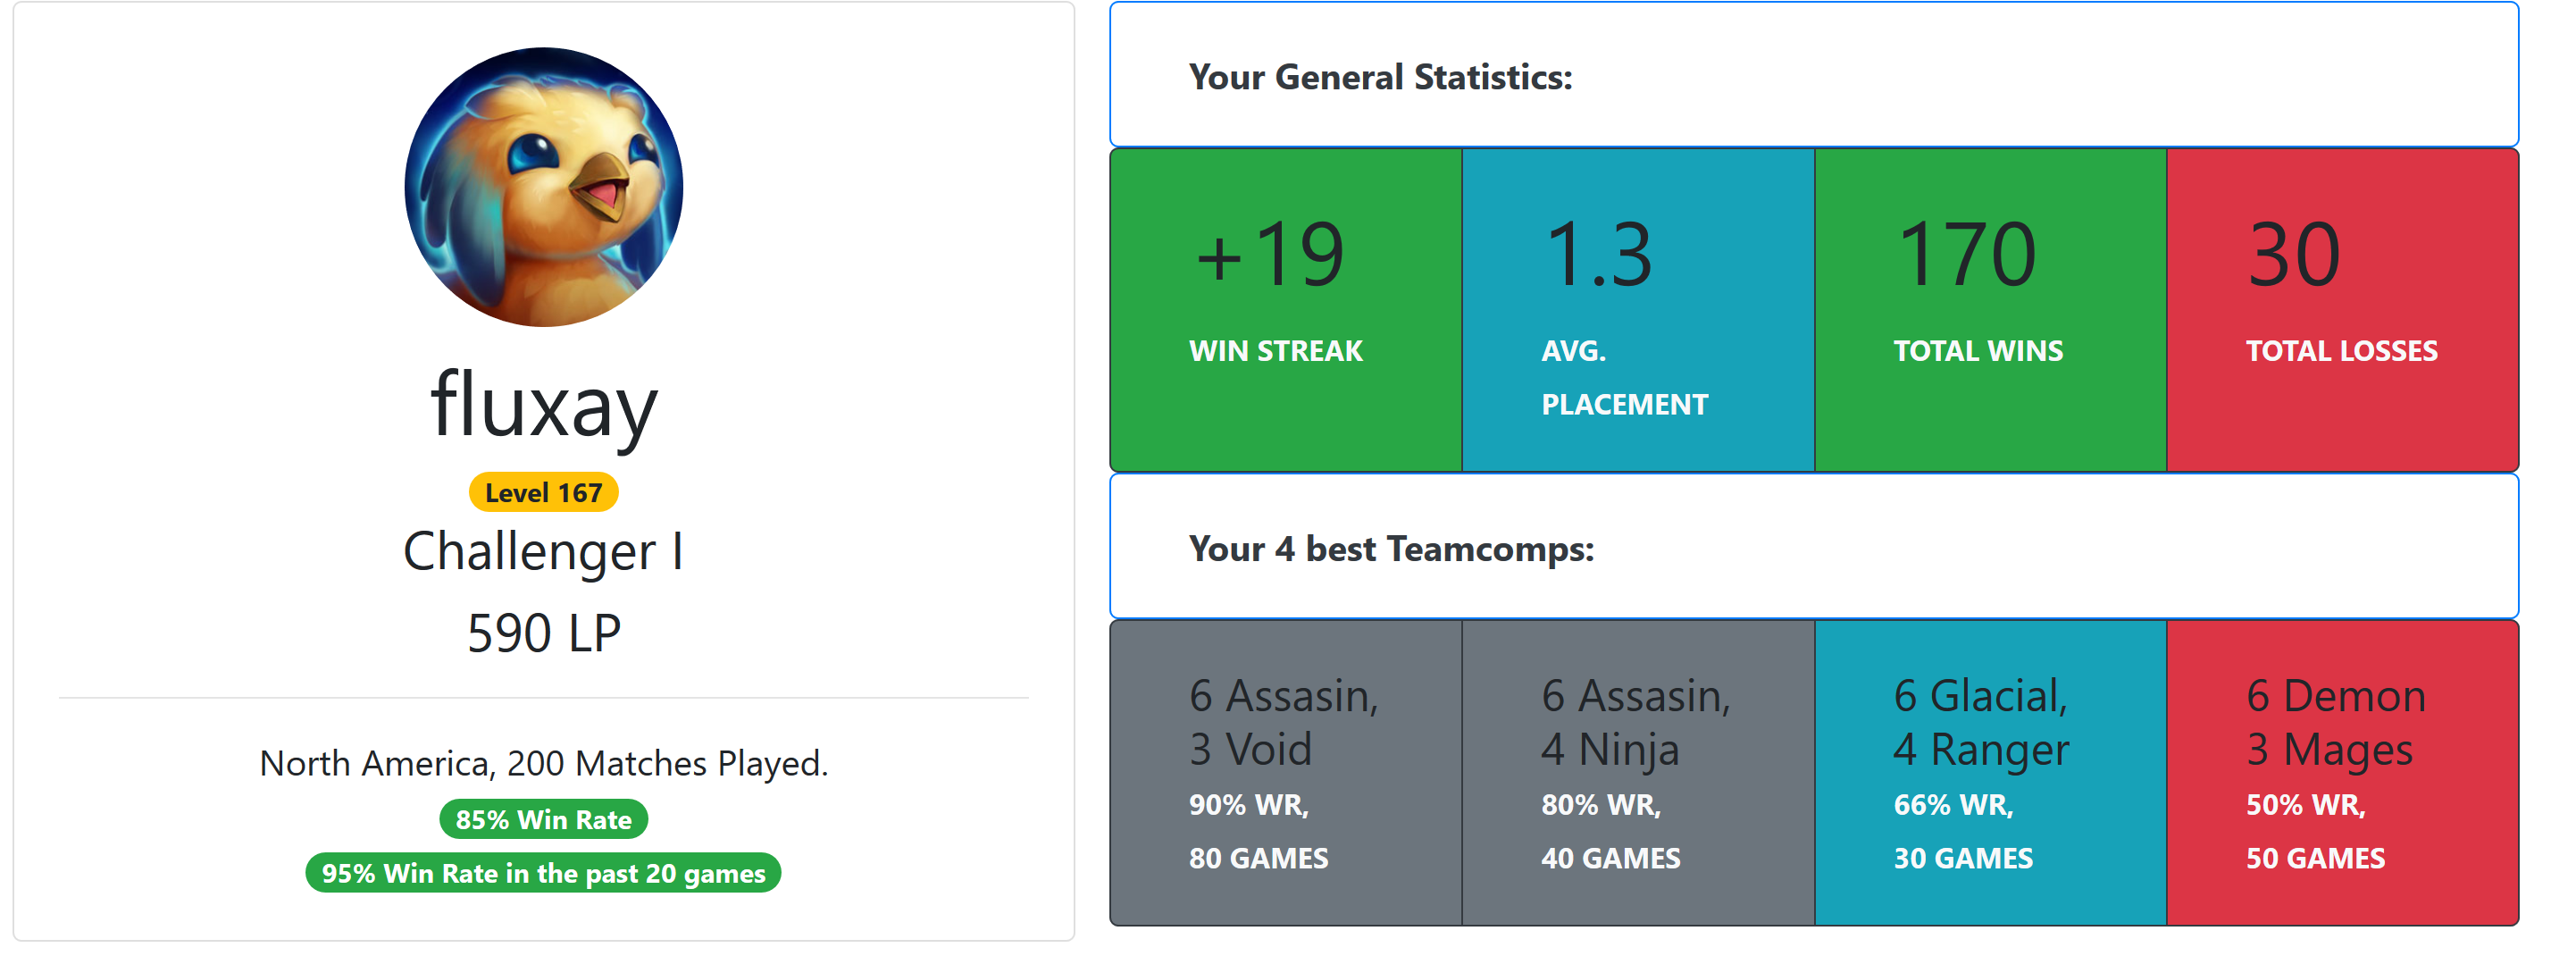 fluxay
Level 167
Challenger I
590 LP
North America, 200 Matches Played.
85% Win Rate
95% Win Rate in the past 20 games
Your General Statistics:
+19
WIN STREAK
1.3
AVG.
PLACEMENT
170
TOTAL WINS
30
TOTAL LOSSES
Your 4 best Teamcomps:
6 Assasin,
3 Void
90% WR,
80 GAMES
6 Assasin,
4 Ninja
80% WR,
40 GAMES
6 Glacial,
4 Ranger
66% WR,
30 GAMES
6 Demon
3 Mages
50% WR,
50 GAMES